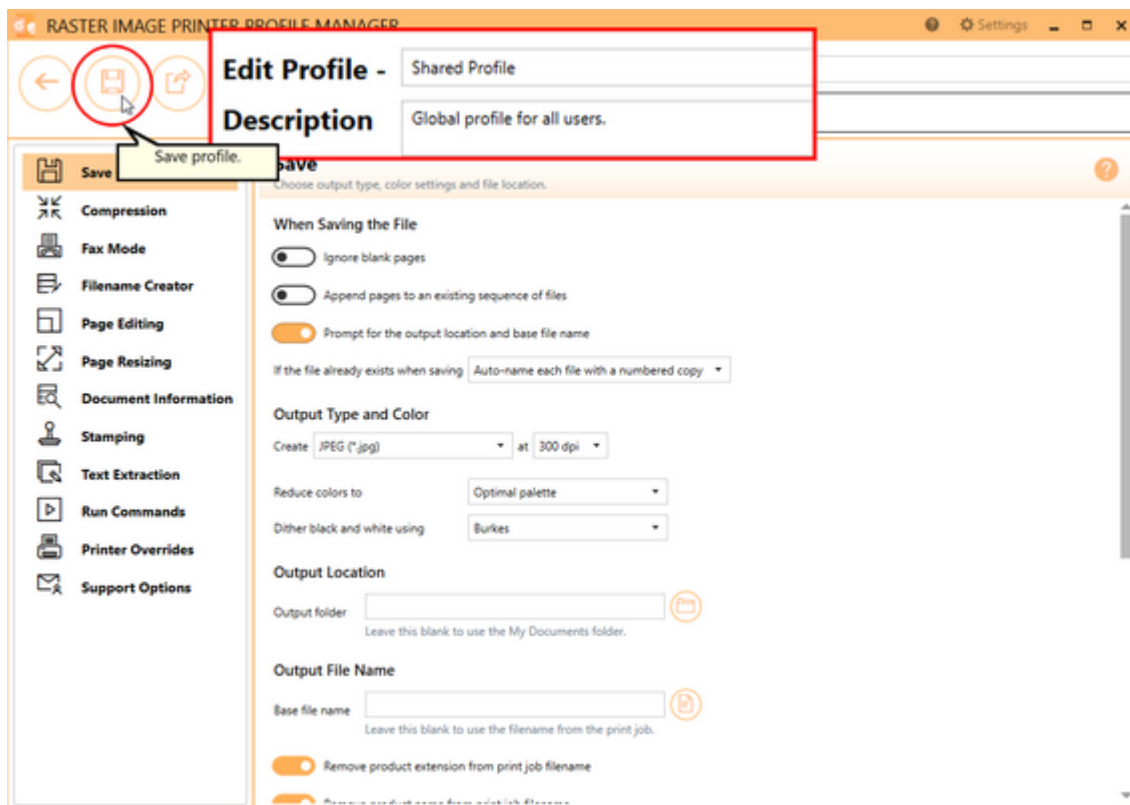 RASTER IMAGE PRINTER PROFILE MANAGER
Settings
Edit Profile - Shared Profile
Description Global profile for all users.
Save profile.
Save
Compression
Fax Mode
Filename Creator
Page Editing
Page Resizing
Document Information
Stamping
Text Extraction
Run Commands
Printer Overrides
Support Options
Save
Choose output type, color settings and file location.
When Saving the File
Ignore blank pages
Append pages to an existing sequence of files
Prompt for the output location and base file name
If the file already exists when saving Auto-name each file with a numbered copy
Output Type and Color
Create JPEG (*.jpg) at 300 dpi
Reduce colors to Optimal palette
Dither black and white using Burkes
Output Location
Output folder
Leave this blank to use the My Documents folder.
Output File Name
Base file name
Leave this blank to use the filename from the print job.
Remove product extension from print job filename
Remove product name from print job filename